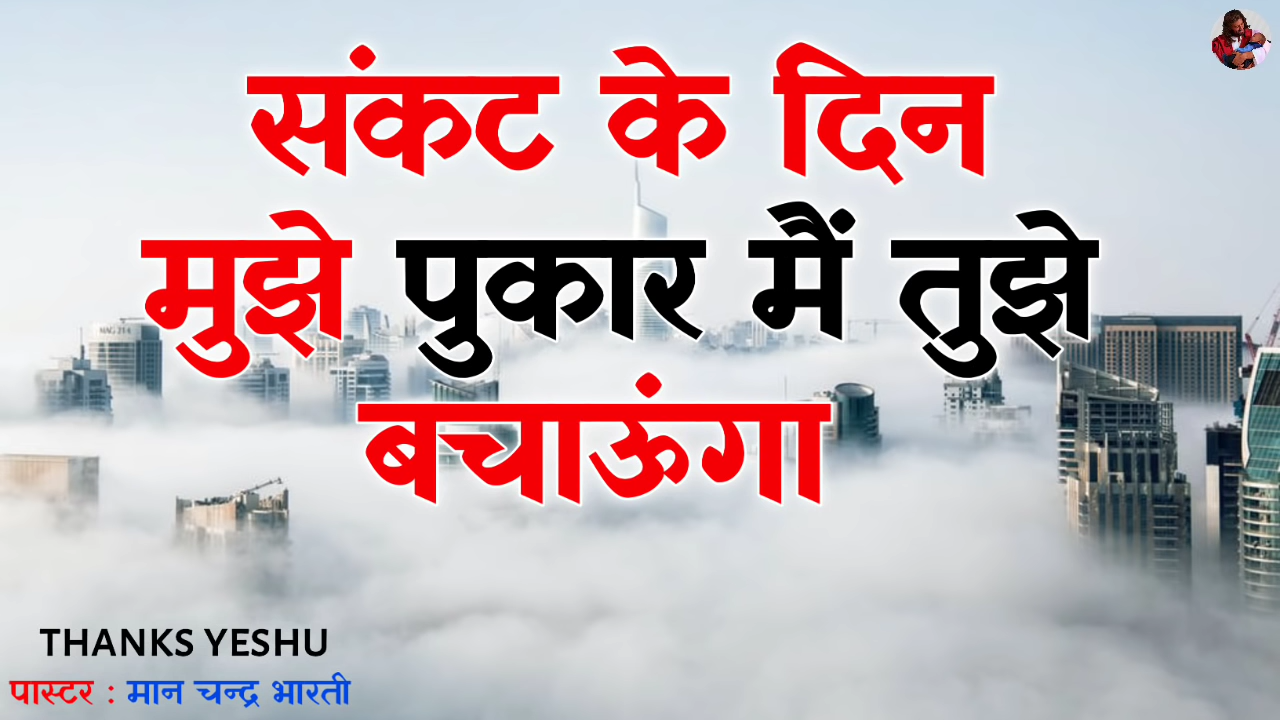 संकट के दिन
मुझे पुकार मैं तुझे
बचाऊंगा
THANKS YESHU
पास्टर : मान चन्द्र भारती